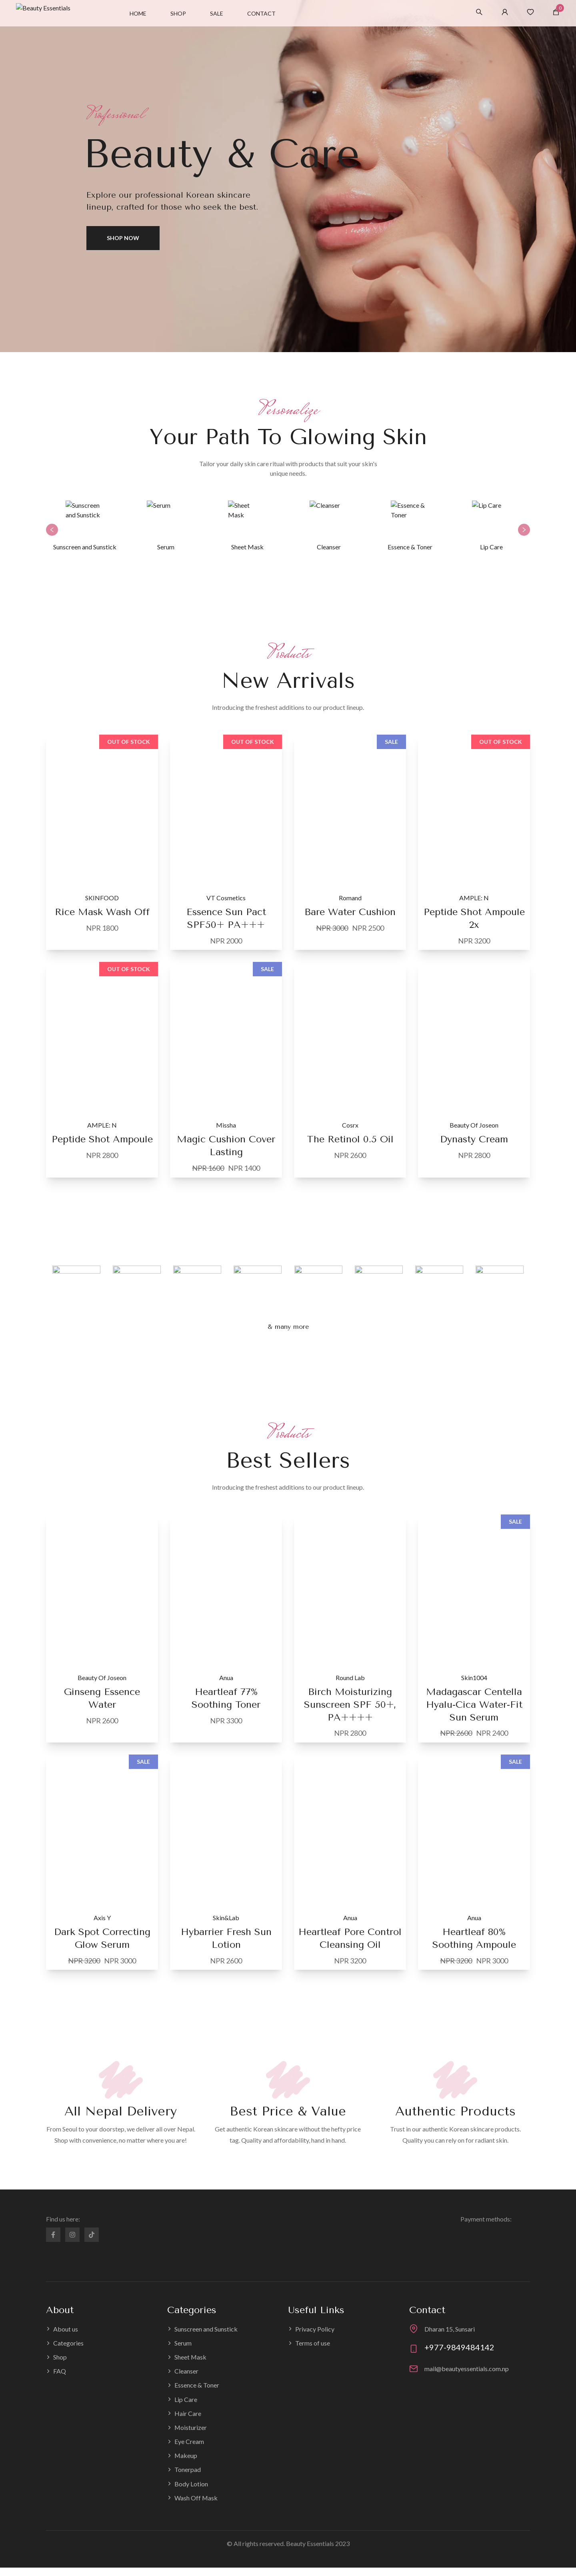 Beauty Essentials
HOME SHOP SALE CONTACT
0
Professional
Beauty & Care
Explore our professional Korean skincare
lineup, crafted for those who seek the best.
SHOP NOW
Personalize
Your Path To Glowing Skin
Tailor your daily skin care ritual with products that suit your skin's
unique needs.
Sunscreen
and Sunstick
Serum
Sheet
Mask
Cleanser
Essence &
Toner
Lip Care
Sunscreen and Sunstick
Serum
Sheet Mask
Cleanser
Essence & Toner
Lip Care
Products
New Arrivals
Introducing the freshest additions to our product lineup.
OUT OF STOCK
SKINFOOD
Rice Mask Wash Off
NPR 1800
OUT OF STOCK
VT Cosmetics
Essence Sun Pact
SPF50+ PA+++
NPR 2000
SALE
Romand
Bare Water Cushion
NPR 3000 NPR 2500
OUT OF STOCK
AMPLE: N
Peptide Shot Ampoule
2x
NPR 3200
OUT OF STOCK
AMPLE: N
Peptide Shot Ampoule
NPR 2800
SALE
Missha
Magic Cushion Cover
Lasting
NPR 1600 NPR 1400
Cosrx
The Retinol 0.5 Oil
NPR 2600
Beauty Of Joseon
Dynasty Cream
NPR 2800
& many more
Products
Best Sellers
Introducing the freshest additions to our product lineup.
Beauty Of Joseon
Ginseng Essence
Water
NPR 2600
Anua
Heartleaf 77%
Soothing Toner
NPR 3300
Round Lab
Birch Moisturizing
Sunscreen SPF 50+,
PA++++
NPR 2800
SALE
Skin1004
Madagascar Centella
Hyalu-Cica Water-Fit
Sun Serum
NPR 2600 NPR 2400
SALE
Axis Y
Dark Spot Correcting
Glow Serum
NPR 3200 NPR 3000
Skin&Lab
Hybarrier Fresh Sun
Lotion
NPR 2600
Anua
Heartleaf Pore Control
Cleansing Oil
NPR 3200
SALE
Anua
Heartleaf 80%
Soothing Ampoule
NPR 3200 NPR 3000
All Nepal Delivery
From Seoul to your doorstep, we deliver all over Nepal.
Shop with convenience, no matter where you are!
Best Price & Value
Get authentic Korean skincare without the hefty price
tag. Quality and affordability, hand in hand.
Authentic Products
Trust in our authentic Korean skincare products.
Quality you can rely on for radiant skin.
Find us here:
Payment methods:
About
About us
Categories
Shop
FAQ
Categories
Sunscreen and Sunstick
Serum
Sheet Mask
Cleanser
Essence & Toner
Lip Care
Hair Care
Moisturizer
Eye Cream
Makeup
Tonerpad
Body Lotion
Wash Off Mask
Useful Links
Privacy Policy
Terms of use
Contact
Dharan 15, Sunsari
+977-9849484142
mail@beautyessentials.com.np
© All rights reserved. Beauty Essentials 2023